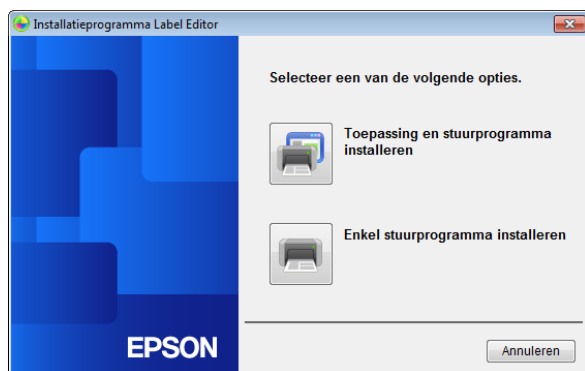 Installatieprogramma Label Editor
Selecteer een van de volgende opties.
Toepassing en stuurprogramma
installeren
Enkel stuurprogramma installeren
EPSON
Annuleren